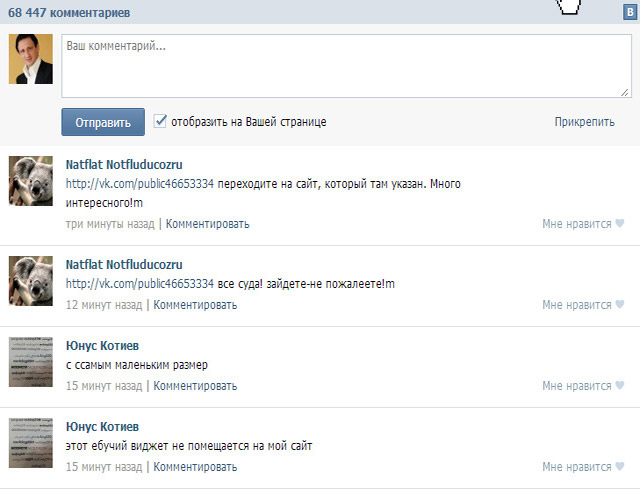 68 447 комментариев
B
Ваш комментарий...
Отправить
отобразить на Вашей странице
Прикрепить
Natflat Notfluducozru
http://vk.com/public46653334 переходите на сайт, который там указан. Много
интересного!m
три минуты назад | Комментировать
Мне нравится
Natflat Notfluducozru
http://vk.com/public46653334 все суда! зайдете-не пожалеете!m
12 минут назад | Комментировать
Мне нравится
Юнус Котиев
с ссамым маленьким размер
15 минут назад | Комментировать
Мне нравится
Юнус Котиев
этот ебучий виджет не помещается на мой сайт
15 минут назад | Комментировать
Мне нравится